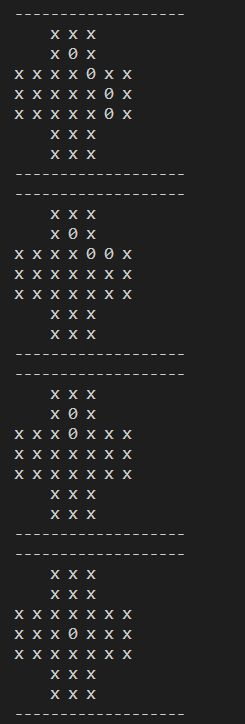 -------------------
    x x x
    x 0 x
x x x x 0 x x
x x x x x 0 x
x x x x x 0 x
    x x x
    x x x
-------------------
-------------------
    x x x
    x 0 x
x x x x 0 0 x
x x x x x x x
x x x x x x x
    x x x
    x x x
-------------------
-------------------
    x x x
    x 0 x
x x x 0 x x x
x x x x x x x
x x x x x x x
    x x x
    x x x
-------------------
-------------------
    x x x
    x x x
x x x x x x x
x x x 0 x x x
x x x x x x x
    x x x
    x x x
-------------------